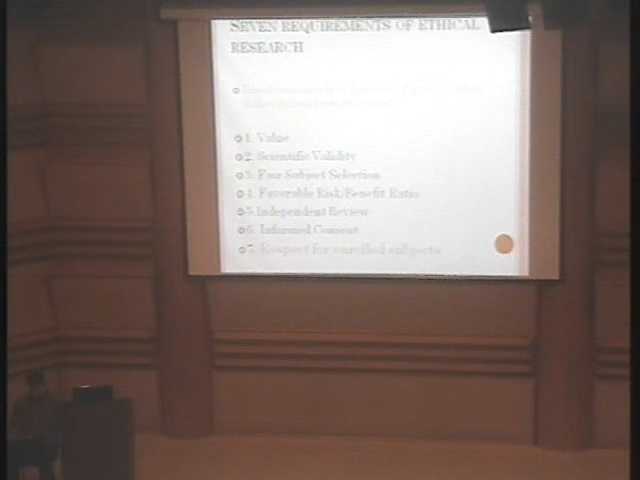 SEVEN REQUIREMENTS OF ETHICAL
RESEARCH
1. Value
2. Scientific Validity
3. Fair Subject Selection
4. Favorable Risk/Benefit Ratio
5.Independent Review
6. Informed Consent
7. Respect for enrolled subjects